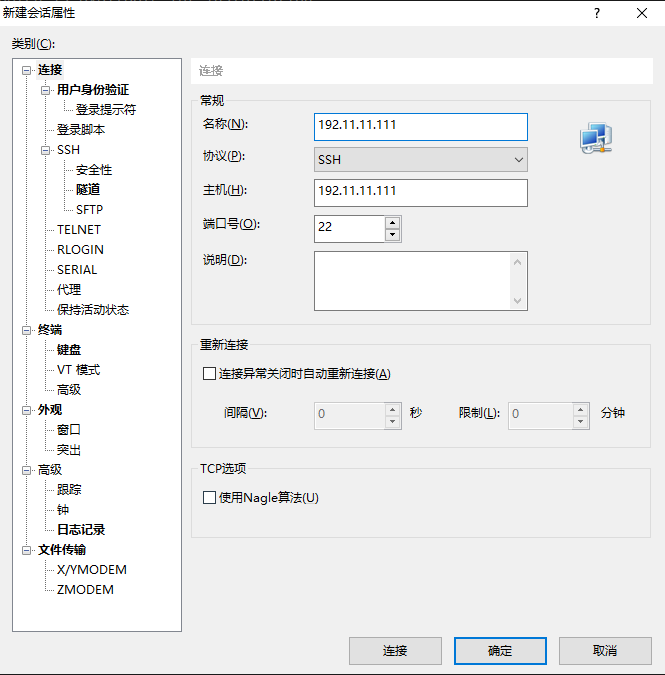 新建会话属性
类别(C):
连接
用户身份验证
登录提示符
登录脚本
SSH
安全性
隧道
SFTP
TELNET
RLOGIN
SERIAL
代理
保持活动状态
终端
键盘
VT 模式
高级
外观
窗口
突出
高级
跟踪
钟
日志记录
文件传输
X/YMODEM
ZMODEM
连接
常规
名称(N): 192.11.11.111
协议(P): SSH
主机(H): 192.11.11.111
端口号(O): 22
说明(D):
重新连接
连接异常关闭时自动重新连接(A)
间隔(V): 0 秒 限制(L): 0 分钟
TCP选项
使用Nagle算法(U)
连接 确定 取消